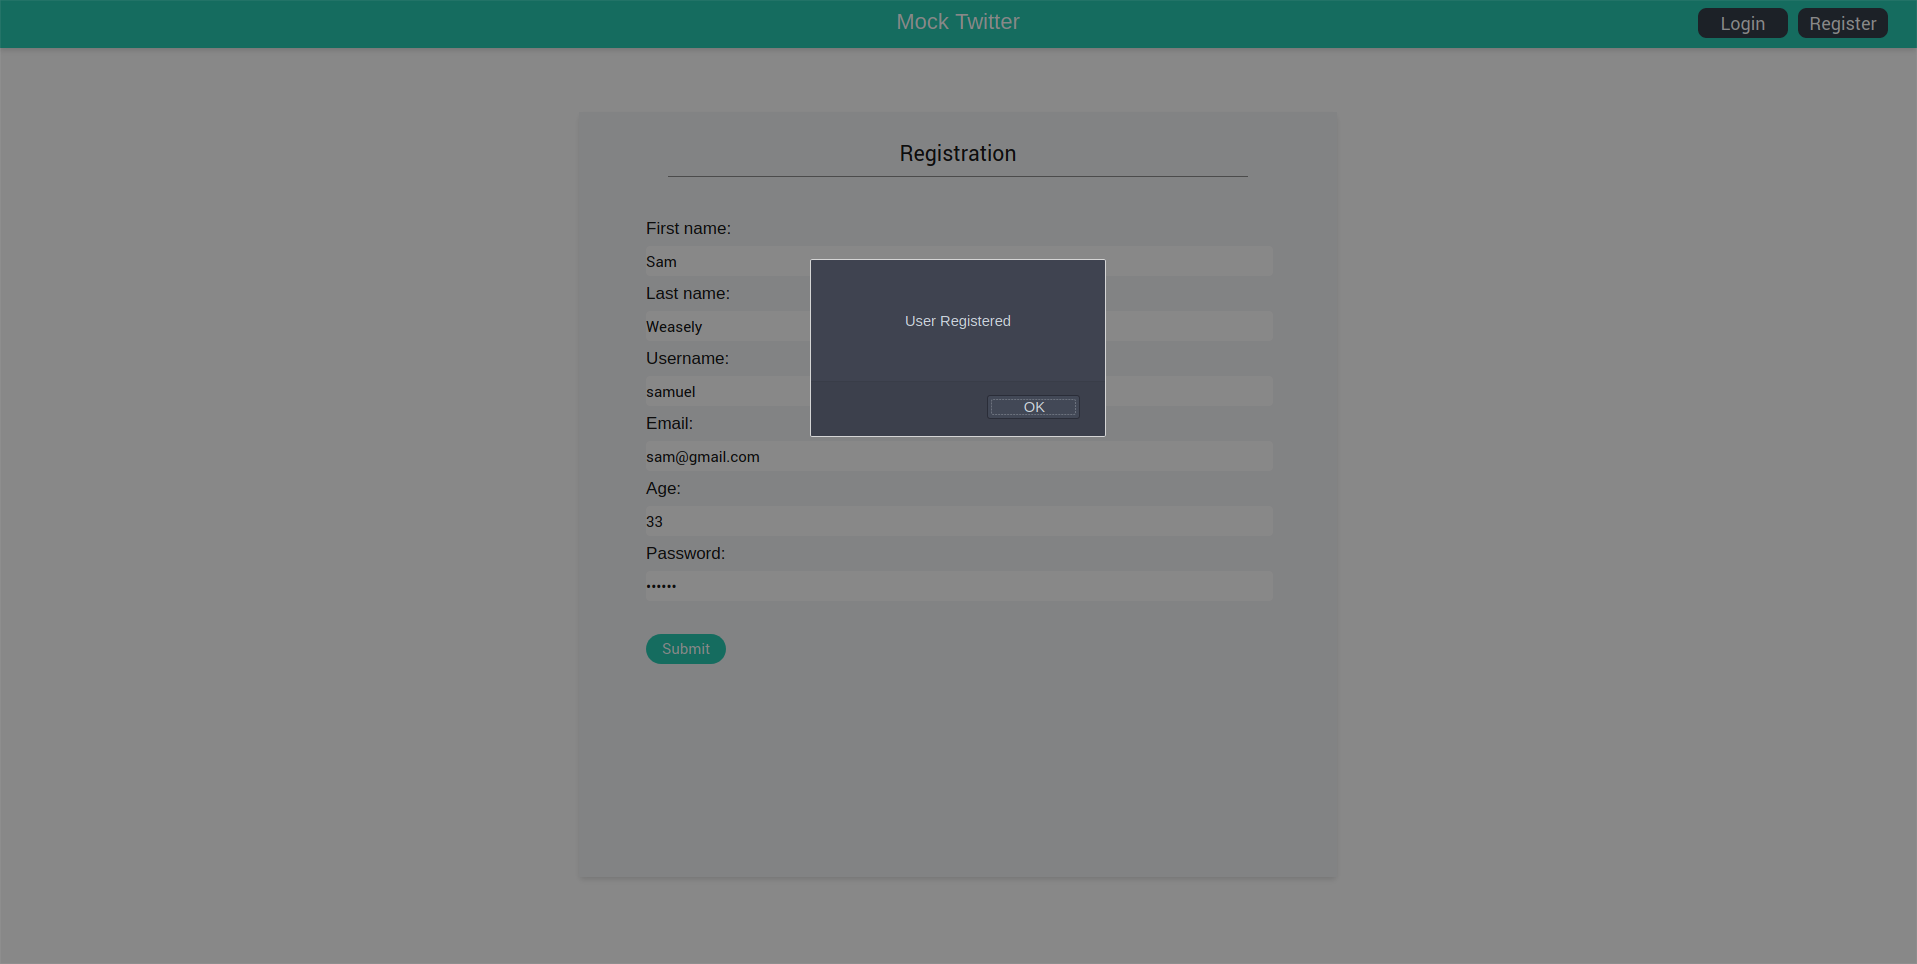 Mock Twitter
Login
Register
Registration
First name:
Sam
Last name:
Weasely
Username:
samuel
Email:
sam@gmail.com
Age:
33
Password:
••••••
Submit
User Registered
OK